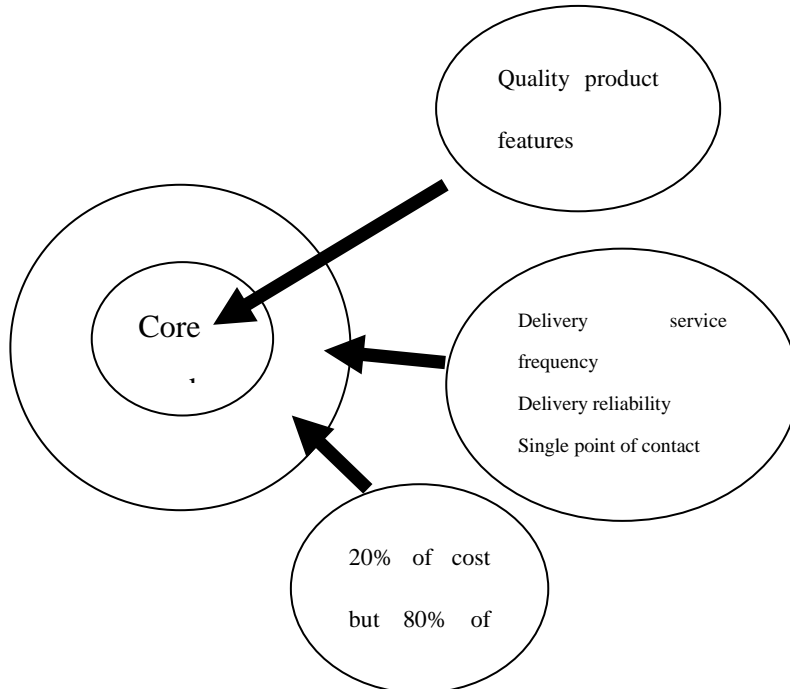 Quality product
features
Core
Delivery service
frequency
Delivery reliability
Single point of contact
20% of cost
but 80% of